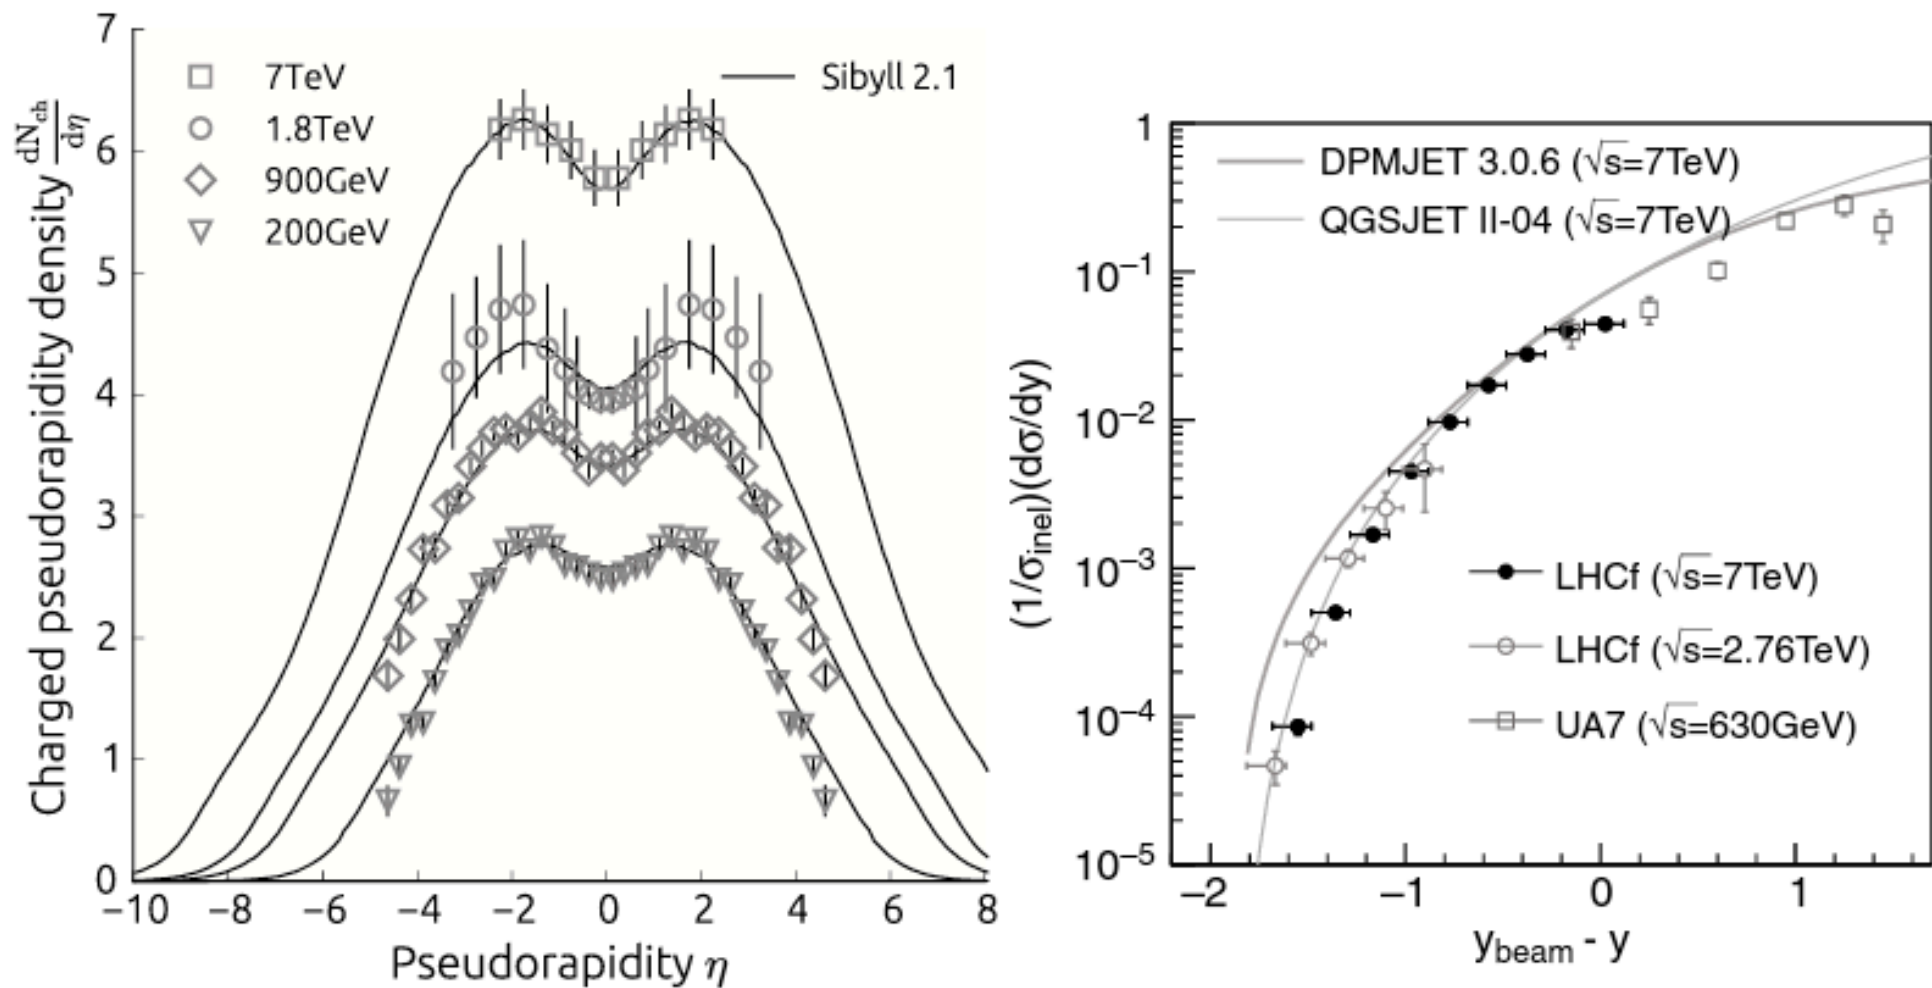 7
6
5
4
3
2
1
0
Charged pseudorapidity density dN_ch/dη
7TeV
1.8TeV
900GeV
200GeV
Sibyll 2.1
−10 −8 −6 −4 −2 0 2 4 6 8
Pseudorapidity η
1
10⁻¹
10⁻²
10⁻³
10⁻⁴
10⁻⁵
(1/σ_inel)(dσ/dy)
DPMJET 3.0.6 (√s=7TeV)
QGSJET II-04 (√s=7TeV)
LHCf (√s=7TeV)
LHCf (√s=2.76TeV)
UA7 (√s=630GeV)
−2 −1 0 1
y_beam - y